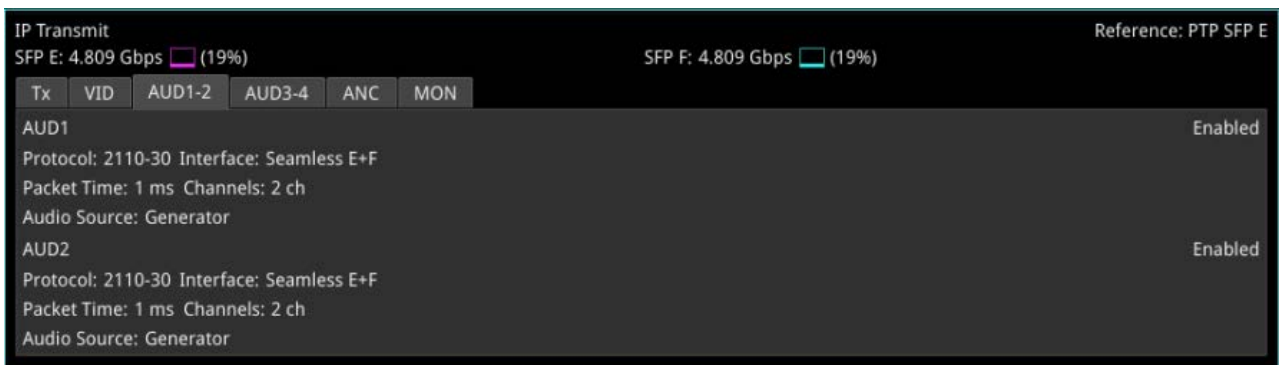 IP Transmit Reference: PTP SFP E
SFP E: 4.809 Gbps (19%) SFP F: 4.809 Gbps (19%)
Tx VID AUD1-2 AUD3-4 ANC MON
AUD1 Enabled
Protocol: 2110-30 Interface: Seamless E+F
Packet Time: 1 ms Channels: 2 ch
Audio Source: Generator
AUD2 Enabled
Protocol: 2110-30 Interface: Seamless E+F
Packet Time: 1 ms Channels: 2 ch
Audio Source: Generator